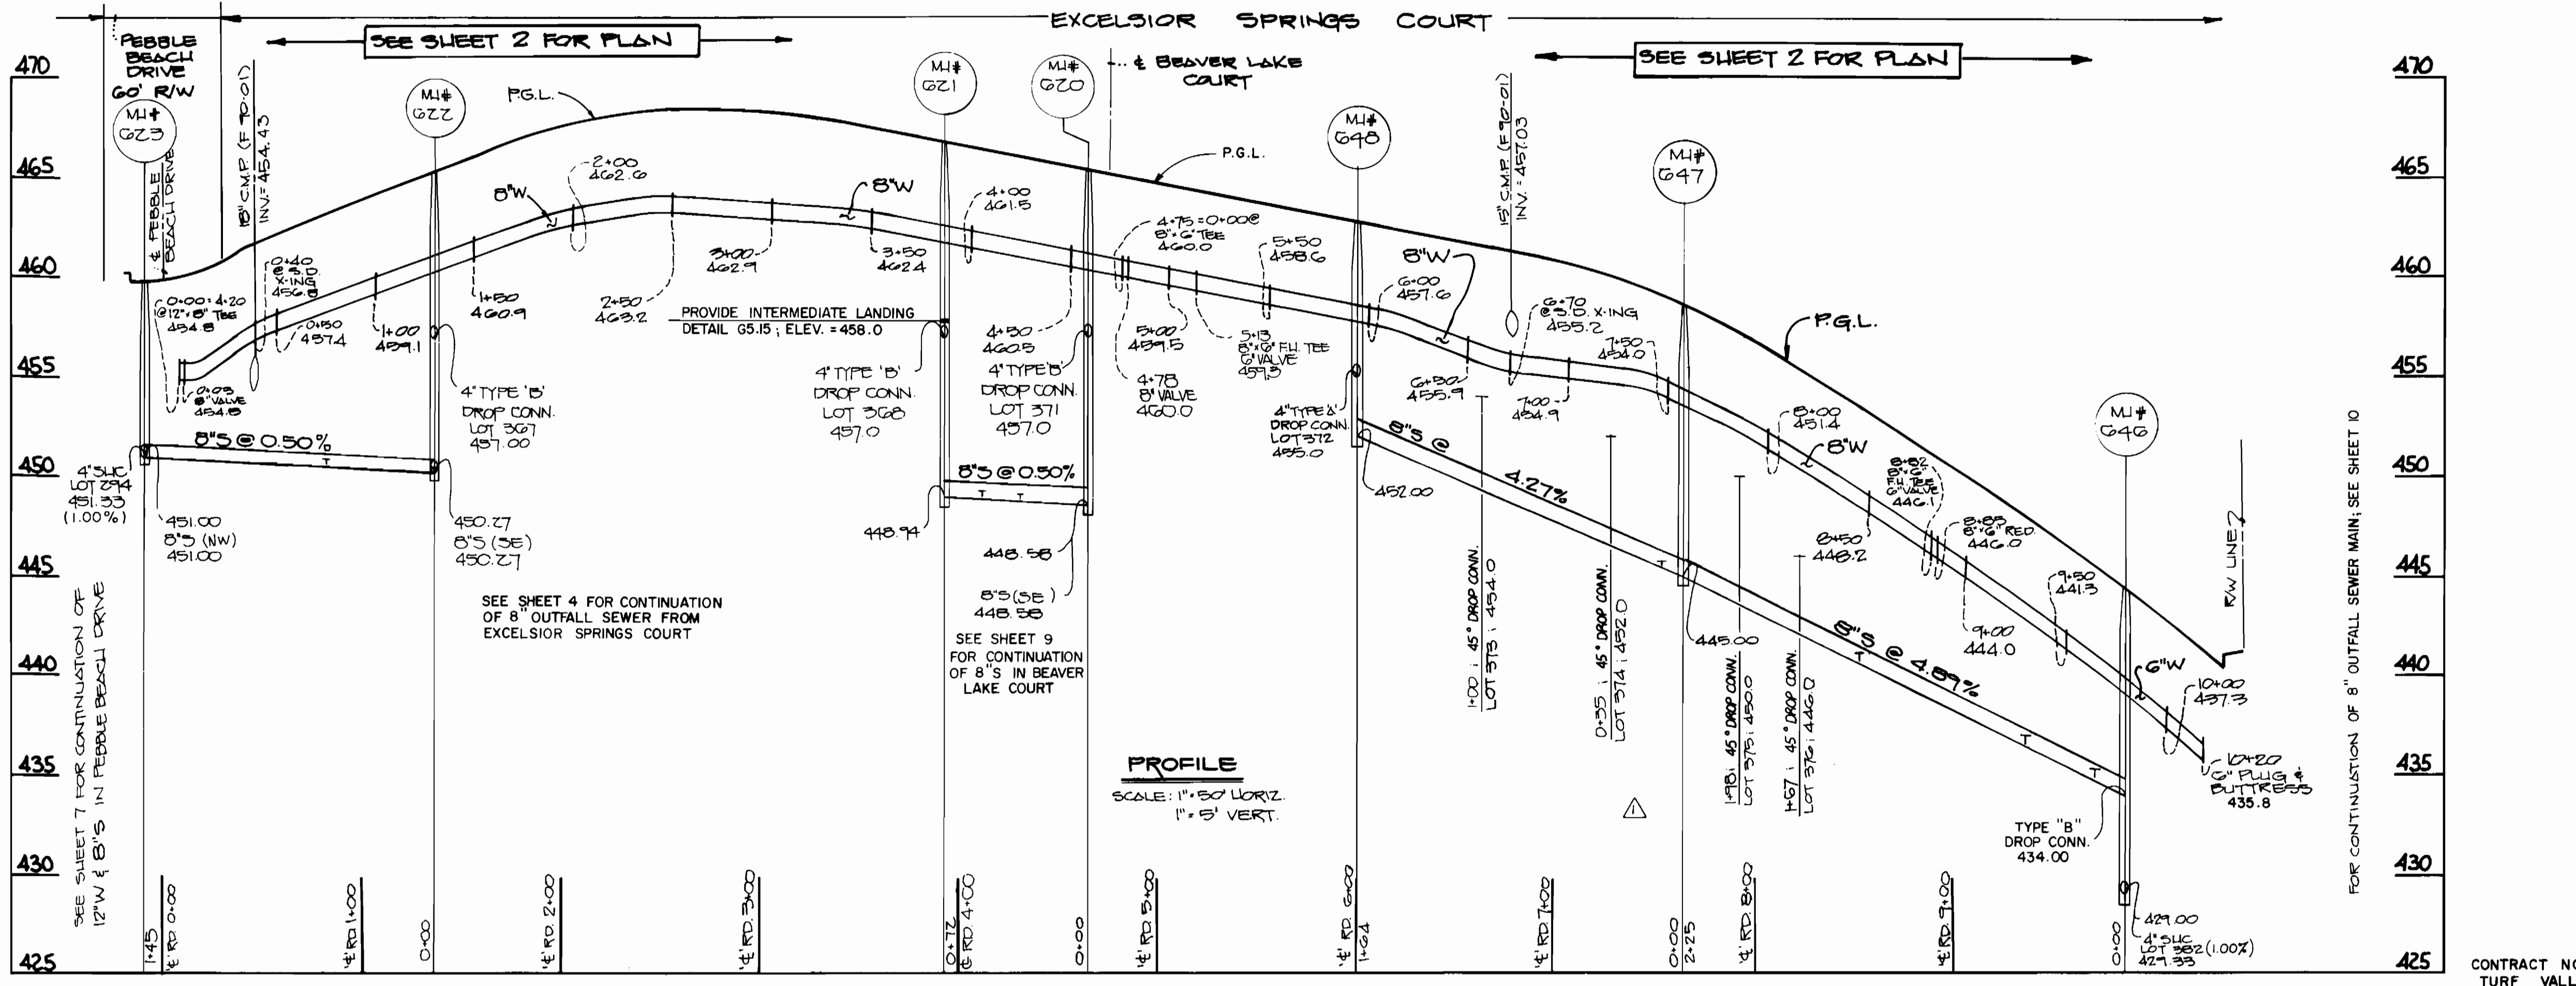 EXCELSIOR SPRINGS COURT
PEBBLE
BEACH
DRIVE
60' R/W
SEE SHEET 2 FOR PLAN
℄ BEAVER LAKE
COURT
SEE SHEET 2 FOR PLAN
470
465
460
455
450
445
440
435
430
425
470
465
460
455
450
445
440
435
430
425
MH#
623
MH#
622
MH#
621
MH#
620
MH#
648
MH#
647
MH#
646
℄ PEBBLE
BEACH DRIVE
18" C.M.P. (F 90-01)
INV. = 454.43
P.G.L.
P.G.L.
P.G.L.
15" C.M.P. (F 90-01)
INV. = 457.03
0+00=4+20
@12"x8" TEE
454.8
0+03
8" VALVE
454.8
0+40
@ S.D.
X-ING
456.8
0+50
457.4
1+00
459.1
1+50
460.9
8"W
2+00
462.6
2+50
463.2
3+00
462.9
8"W
3+50
462.4
4+00
461.5
4+50
460.5
4+75=0+00@
8"x6" TEE
460.0
4+78
8" VALVE
460.0
5+00
459.5
5+13
8"x6" F.H. TEE
6" VALVE
459.3
5+50
458.6
6+00
457.6
8"W
6+50
455.9
6+70
@ S.D. X-ING
455.2
7+00
454.9
7+50
454.0
8+00
451.4
8"W
8+50
448.2
8+82
8"x6"
F.H. TEE
6" VALVE
446.1
8+85
8"x6" RED.
446.0
9+00
444.0
9+50
441.3
6"W
10+00
437.3
10+20
6" PLUG &
BUTTRESS
435.8
R/W LINE
PROVIDE INTERMEDIATE LANDING
DETAIL G5.15; ELEV. = 458.0
4" TYPE 'B'
DROP CONN.
LOT 367
457.00
4" TYPE 'B'
DROP CONN.
LOT 368
457.0
4" TYPE 'B'
DROP CONN.
LOT 371
457.0
4" TYPE 'A'
DROP CONN.
LOT 372
455.0
8"S @ 0.50%
4" SHC
LOT 294
451.33
(1.00%)
451.00
8"S (NW)
451.00
450.27
8"S (SE)
450.27
8"S @ 0.50%
448.94
448.58
8"S (SE)
448.58
8"S @ 4.27%
452.00
445.00
8"S @ 4.89%
SEE SHEET 4 FOR CONTINUATION
OF 8" OUTFALL SEWER FROM
EXCELSIOR SPRINGS COURT
SEE SHEET 9
FOR CONTINUATION
OF 8"S IN BEAVER
LAKE COURT
SEE SHEET 7 FOR CONTINUATION OF
12"W & 8"S IN PEBBLE BEACH DRIVE
1+00; 45° DROP CONN.
LOT 373; 454.0
0+35; 45° DROP CONN.
LOT 374; 452.0
1+98; 45° DROP CONN.
LOT 375; 450.0
1+67; 45° DROP CONN.
LOT 376; 446.0
PROFILE
SCALE: 1"=50' HORIZ.
1"=5' VERT.
TYPE "B"
DROP CONN.
434.00
429.00
4" SHC
LOT 382 (1.00%)
429.33
FOR CONTINUATION OF 8" OUTFALL SEWER MAIN; SEE SHEET 10
1+45
'℄' RD. 0+00
'℄' RD. 1+00
0+00
'℄' RD. 2+00
'℄' RD. 3+00
0+72
℄ RD. 4+00
0+00
'℄' RD. 5+00
'℄' RD. 6+00
1+64
'℄' RD. 7+00
0+00
2+25
'℄' RD. 8+00
'℄' RD. 9+00
0+00
CONTRACT NO
TURF VALL